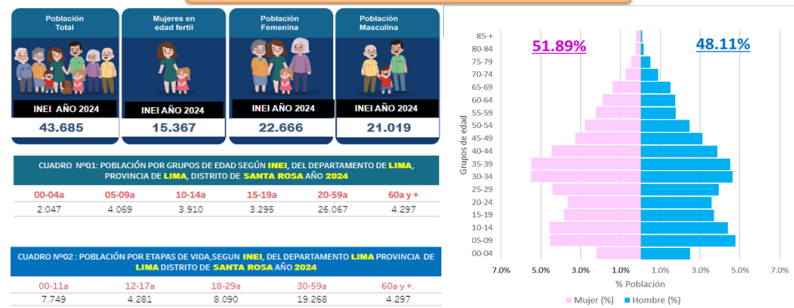 Población Total
Mujeres en edad fertil
Población Femenina
Población Masculina
INEI AÑO 2024
INEI AÑO 2024
INEI AÑO 2024
INEI AÑO 2024
43.685
15.367
22.666
21.019
CUADRO Nº01: POBLACIÓN POR GRUPOS DE EDAD SEGÚN INEI, DEL DEPARTAMENTO DE LIMA,
PROVINCIA DE LIMA, DISTRITO DE SANTA ROSA AÑO 2024
00-04a 05-09a 10-14a 15-19a 20-59a 60a y +
2.047 4.069 3.910 3.295 26.067 4.297
CUADRO Nº02 : POBLACIÓN POR ETAPAS DE VIDA,SEGUN INEI, DEL DEPARTAMENTO LIMA PROVINCIA DE
LIMA DISTRITO DE SANTA ROSA AÑO 2024
00-11a 12-17a 18-29a 30-59a 60a y +.
7.749 4.281 8.090 19.268 4.297
51.89%
48.11%
Grupos de edad
85-+
80-84
75-79
70-74
65-69
60-64
55-59
50-54
45-49
40-44
35-39
30-34
25-29
20-24
15-19
10-14
05-09
00-04
7.0% 5.0% 3.0% 1.0% 1.0% 3.0% 5.0% 7.0%
% Población
Mujer (%) Hombre (%)